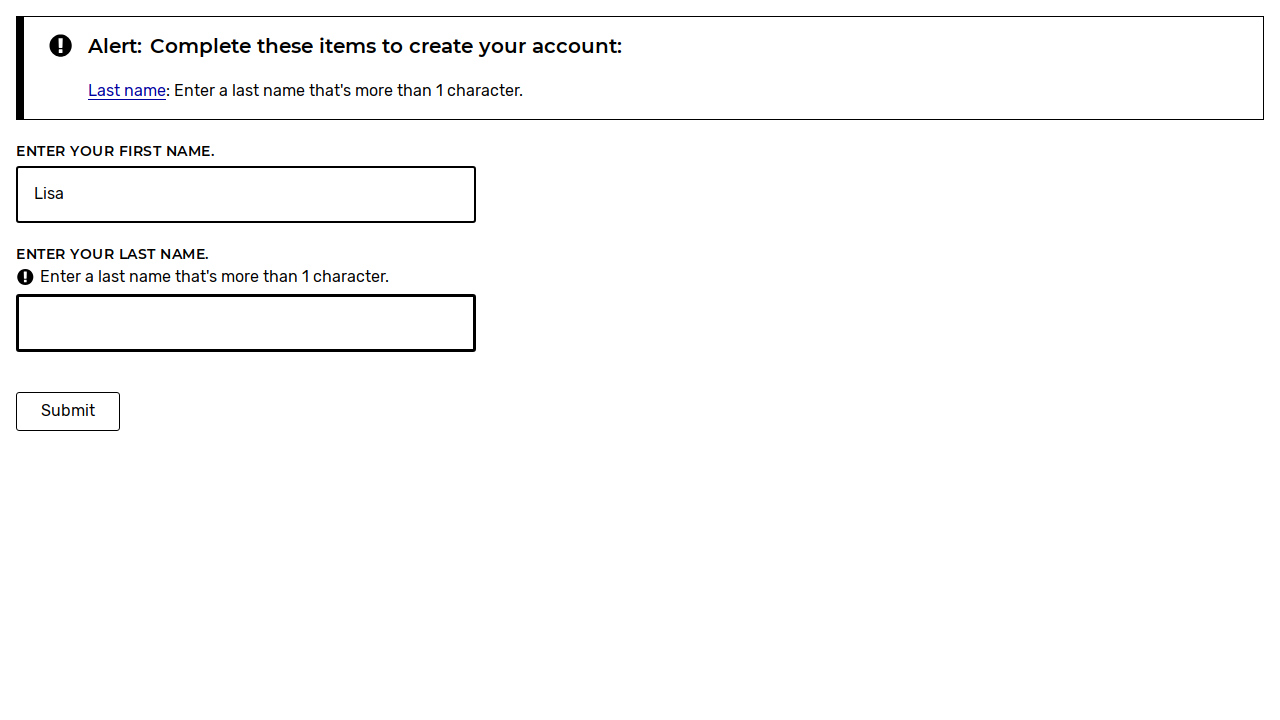 Alert: Complete these items to create your account:
Last name: Enter a last name that's more than 1 character.
ENTER YOUR FIRST NAME.
Lisa
ENTER YOUR LAST NAME.
Enter a last name that's more than 1 character.
Submit